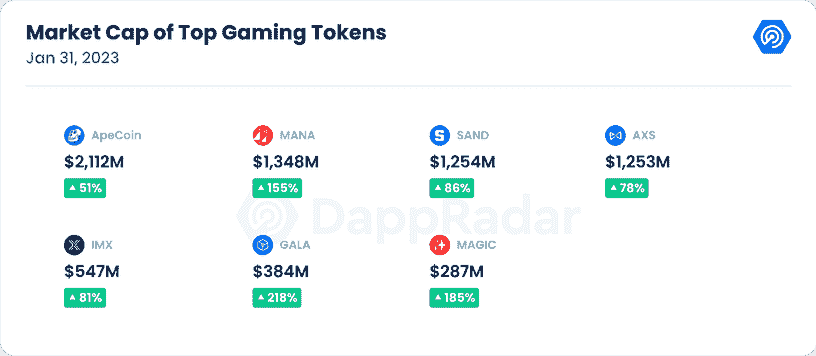 Market Cap of Top Gaming Tokens
Jan 31, 2023
ApeCoin MANA SAND AXS
$2,112M $1,348M $1,254M $1,253M
51% 155% 86% 78%
DappRadar
IMX GALA MAGIC
$547M $384M $287M
81% 218% 185%